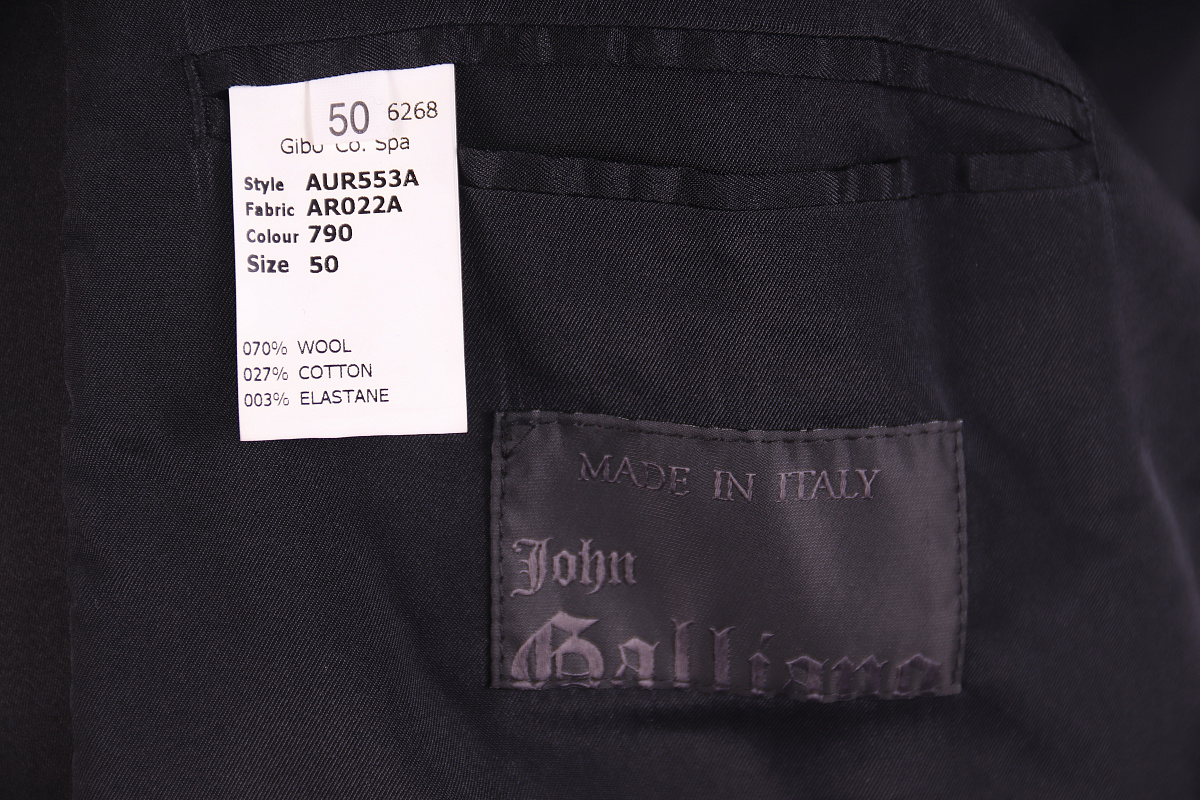 50 6268
Gibo Co. Spa
Style AUR553A
Fabric AR022A
Colour 790
Size 50
070% WOOL
027% COTTON
003% ELASTANE
MADE IN ITALY
John
Galliano